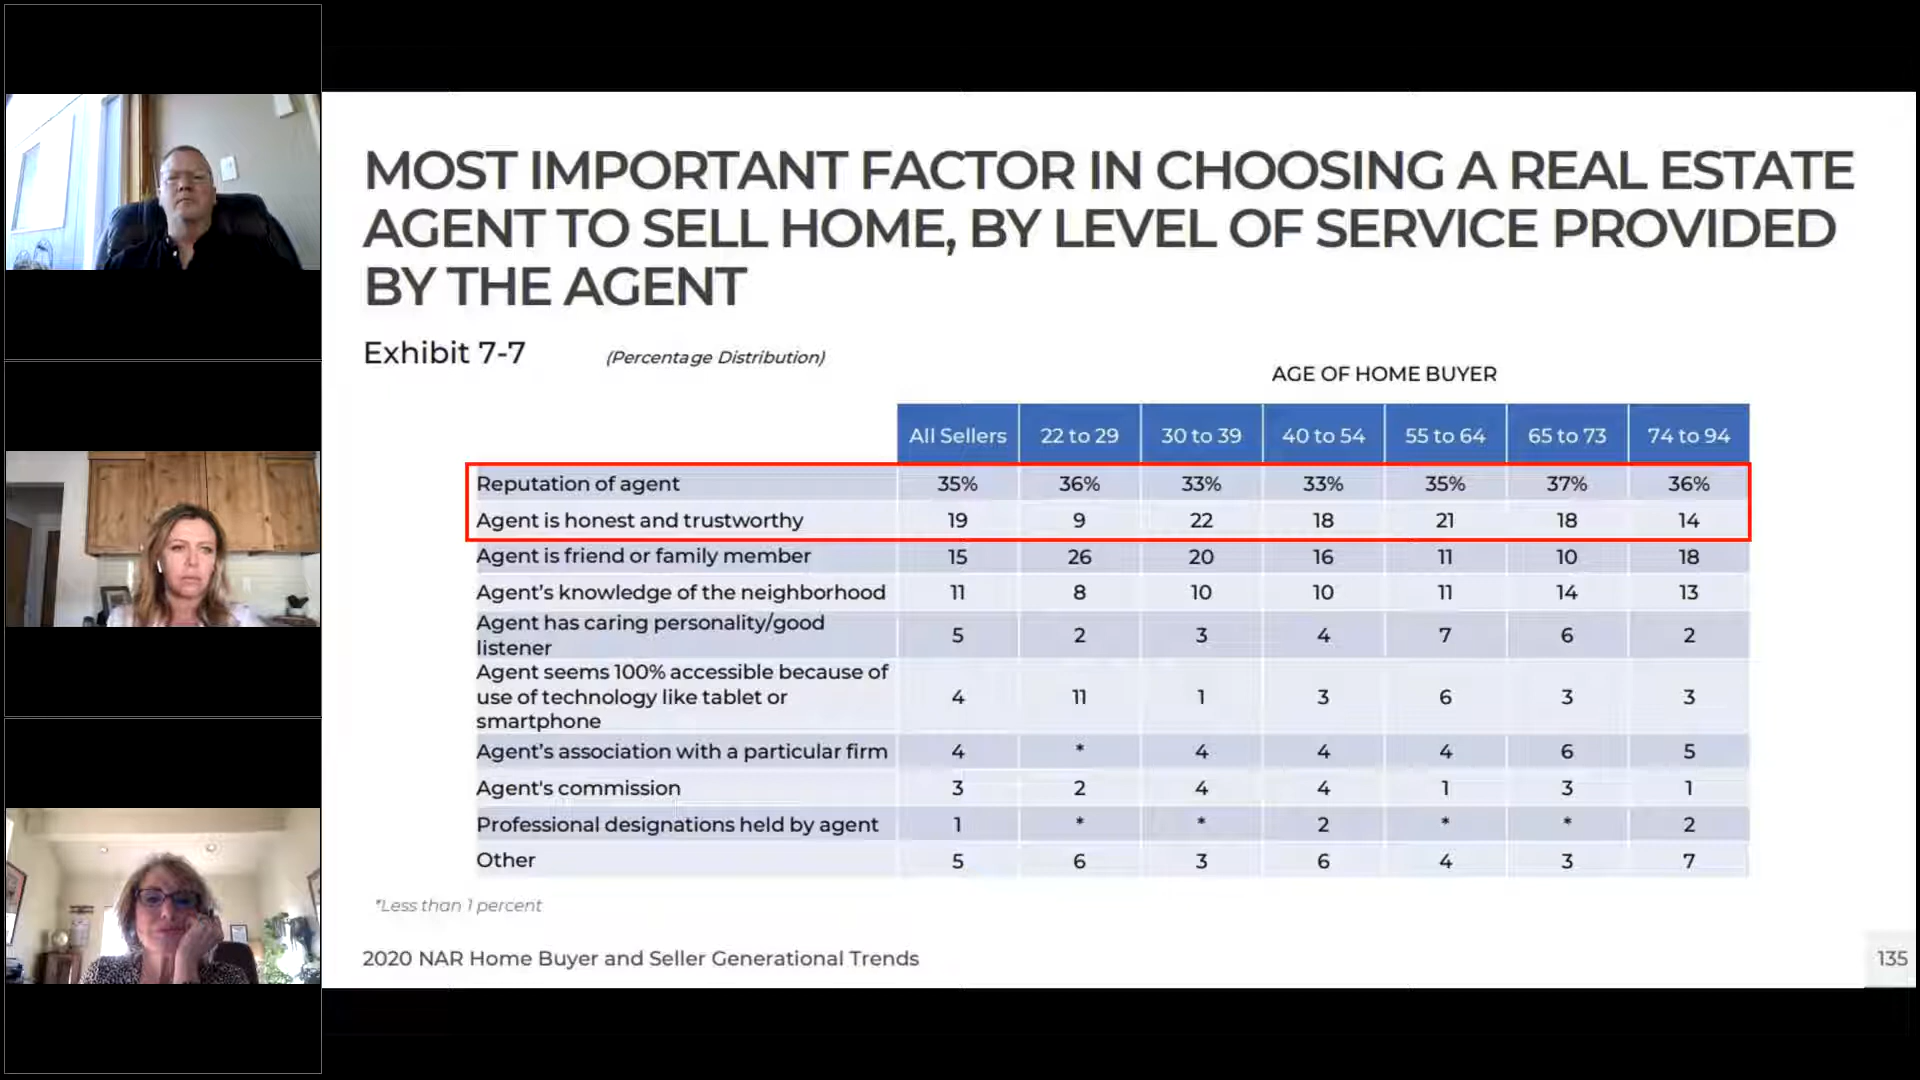 MOST IMPORTANT FACTOR IN CHOOSING A REAL ESTATE
AGENT TO SELL HOME, BY LEVEL OF SERVICE PROVIDED
BY THE AGENT
Exhibit 7-7 (Percentage Distribution)
AGE OF HOME BUYER
All Sellers 22 to 29 30 to 39 40 to 54 55 to 64 65 to 73 74 to 94
Reputation of agent 35% 36% 33% 33% 35% 37% 36%
Agent is honest and trustworthy 19 9 22 18 21 18 14
Agent is friend or family member 15 26 20 16 11 10 18
Agent's knowledge of the neighborhood 11 8 10 10 11 14 13
Agent has caring personality/good
listener 5 2 3 4 7 6 2
Agent seems 100% accessible because of
use of technology like tablet or 4 11 1 3 6 3 3
smartphone
Agent's association with a particular firm 4 * 4 4 4 6 5
Agent's commission 3 2 4 4 1 3 1
Professional designations held by agent 1 * * 2 * * 2
Other 5 6 3 6 4 3 7
*Less than 1 percent
2020 NAR Home Buyer and Seller Generational Trends 135